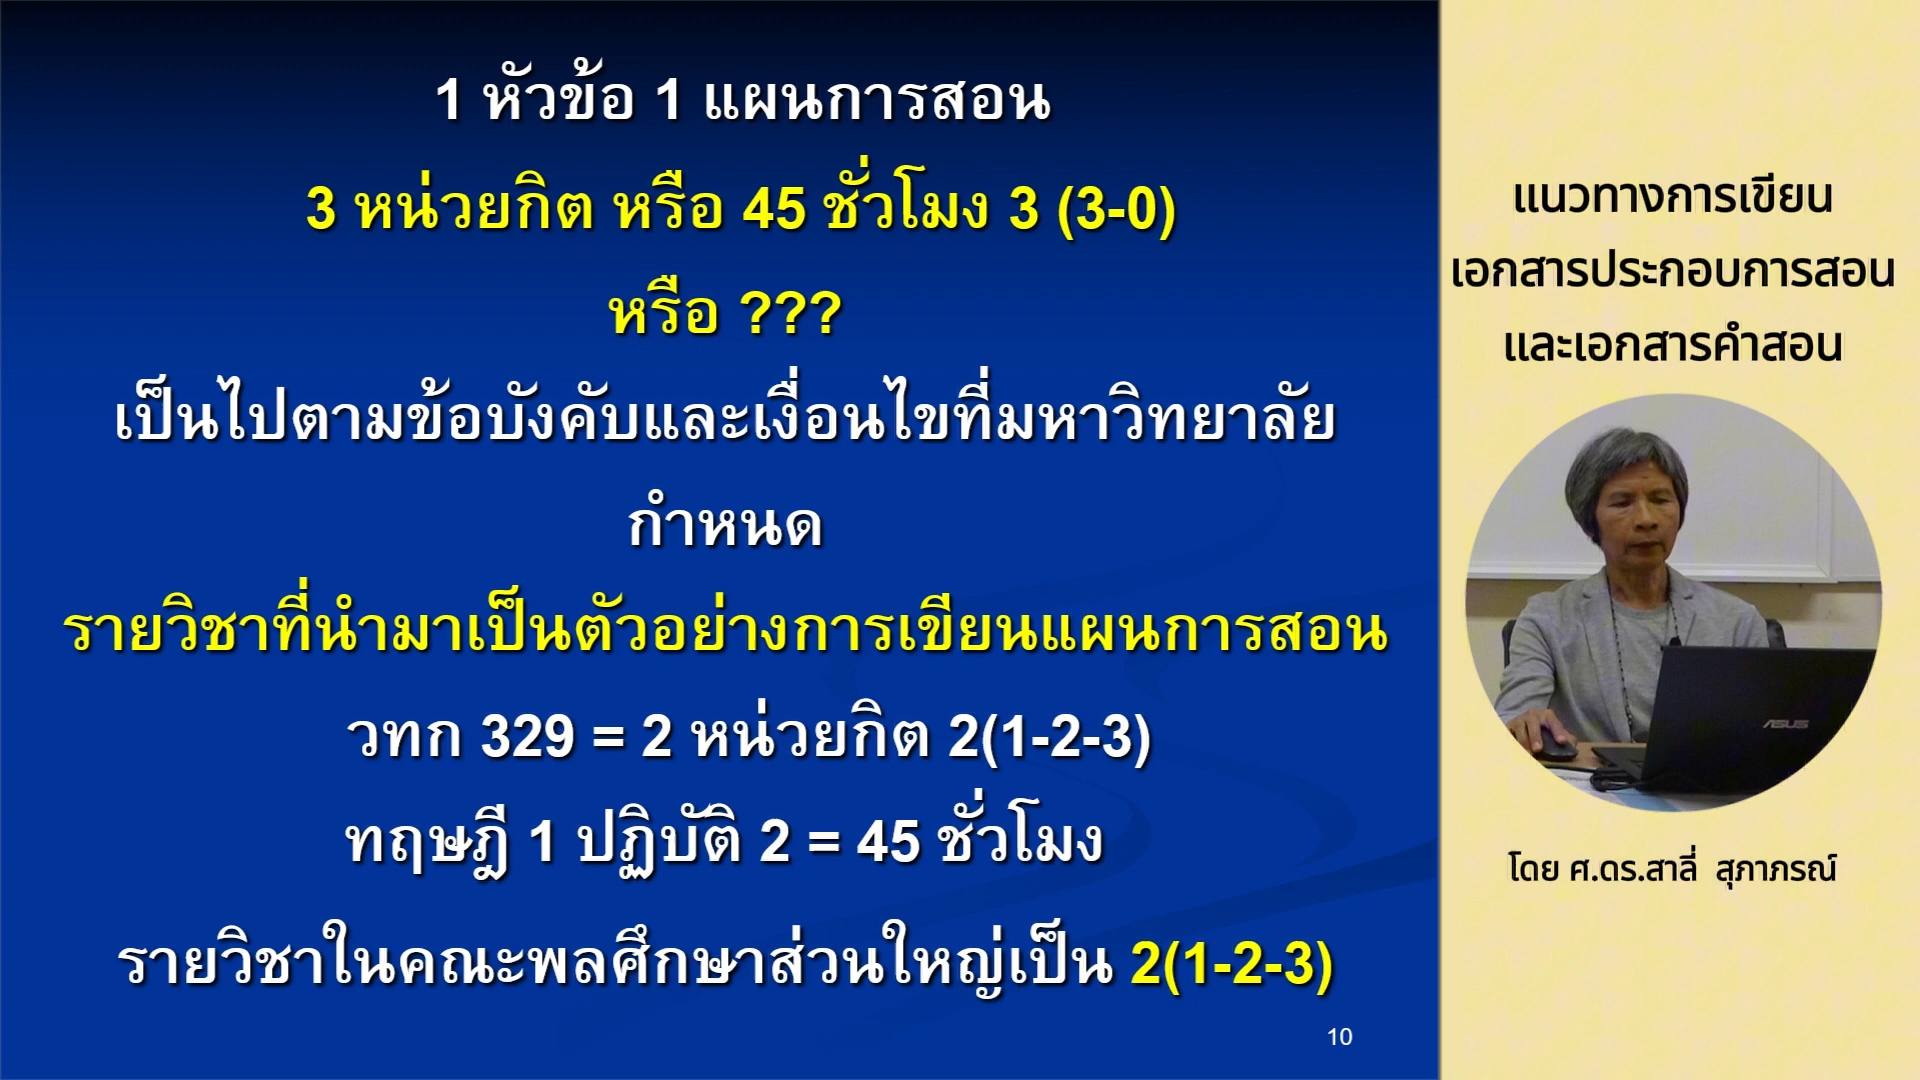 1 หัวข้อ 1 แผนการสอน
3 หน่วยกิต หรือ 45 ชั่วโมง 3 (3-0)
หรือ ???
เป็นไปตามข้อบังคับและเงื่อนไขที่มหาวิทยาลัย
กำหนด
รายวิชาที่นำมาเป็นตัวอย่างการเขียนแผนการสอน
วทก 329 = 2 หน่วยกิต 2(1-2-3)
ทฤษฎี 1 ปฏิบัติ 2 = 45 ชั่วโมง
รายวิชาในคณะพลศึกษาส่วนใหญ่เป็น 2(1-2-3)
10
แนวทางการเขียน
เอกสารประกอบการสอน
และเอกสารคำสอน
ASUS
โดย ศ.ดร.สาลี่ สุภาภรณ์